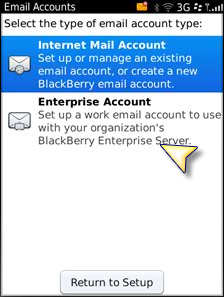 Email Accounts 3G
Select the type of email account type:
Internet Mail Account
Set up or manage an existing
email account, or create a new
BlackBerry email account.
Enterprise Account
Set up a work email account to use
with your organization's
BlackBerry Enterprise Server.
Return to Setup